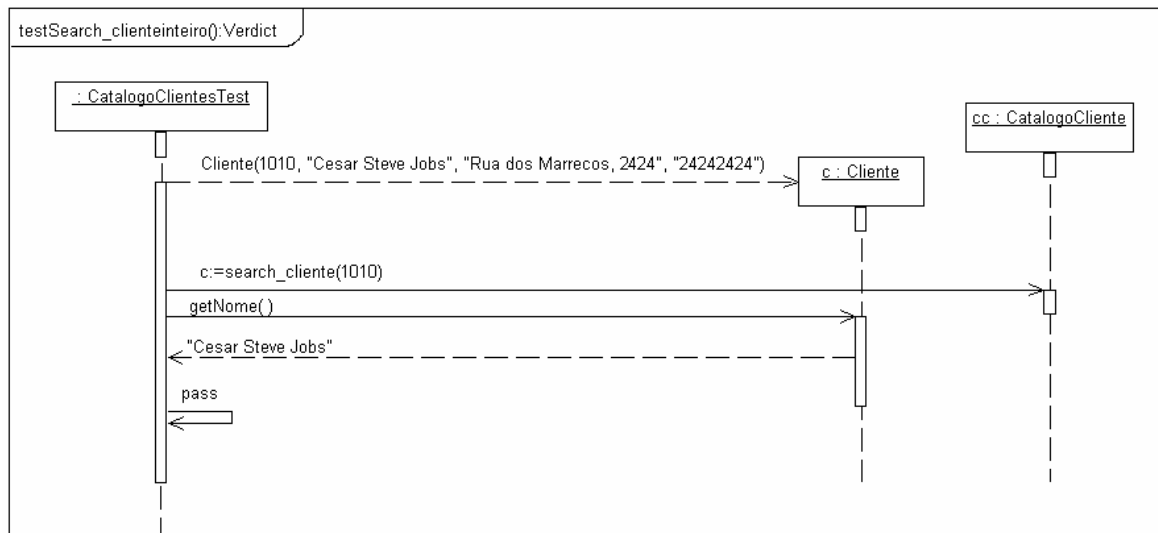 testSearch_clienteinteiro():Verdict
: CatalogoClientesTest
cc : CatalogoCliente
Cliente(1010, "Cesar Steve Jobs", "Rua dos Marrecos, 2424", "24242424")
c : Cliente
c:=search_cliente(1010)
getNome( )
"Cesar Steve Jobs"
pass